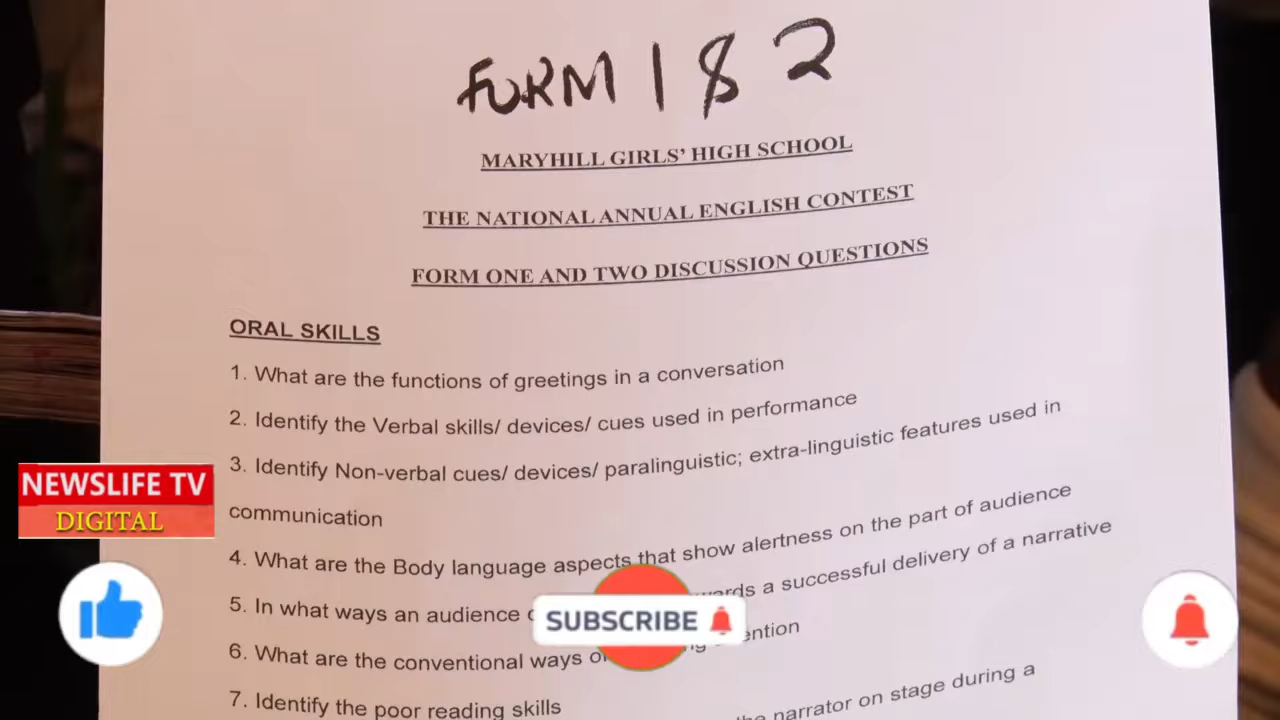 FORM 1 & 2
MARYHILL GIRLS' HIGH SCHOOL
THE NATIONAL ANNUAL ENGLISH CONTEST
FORM ONE AND TWO DISCUSSION QUESTIONS
ORAL SKILLS
1. What are the functions of greetings in a conversation
2. Identify the Verbal skills/ devices/ cues used in performance
3. Identify Non-verbal cues/ devices/ paralinguistic; extra-linguistic features used in
communication
4. What are the Body language aspects that show alertness on the part of audience
5. In what ways an audience a successful delivery of a narrative
6. What are the conventional ways
7. Identify the poor reading skills
narrator on stage during a
NEWSLIFE TV
DIGITAL
SUBSCRIBE